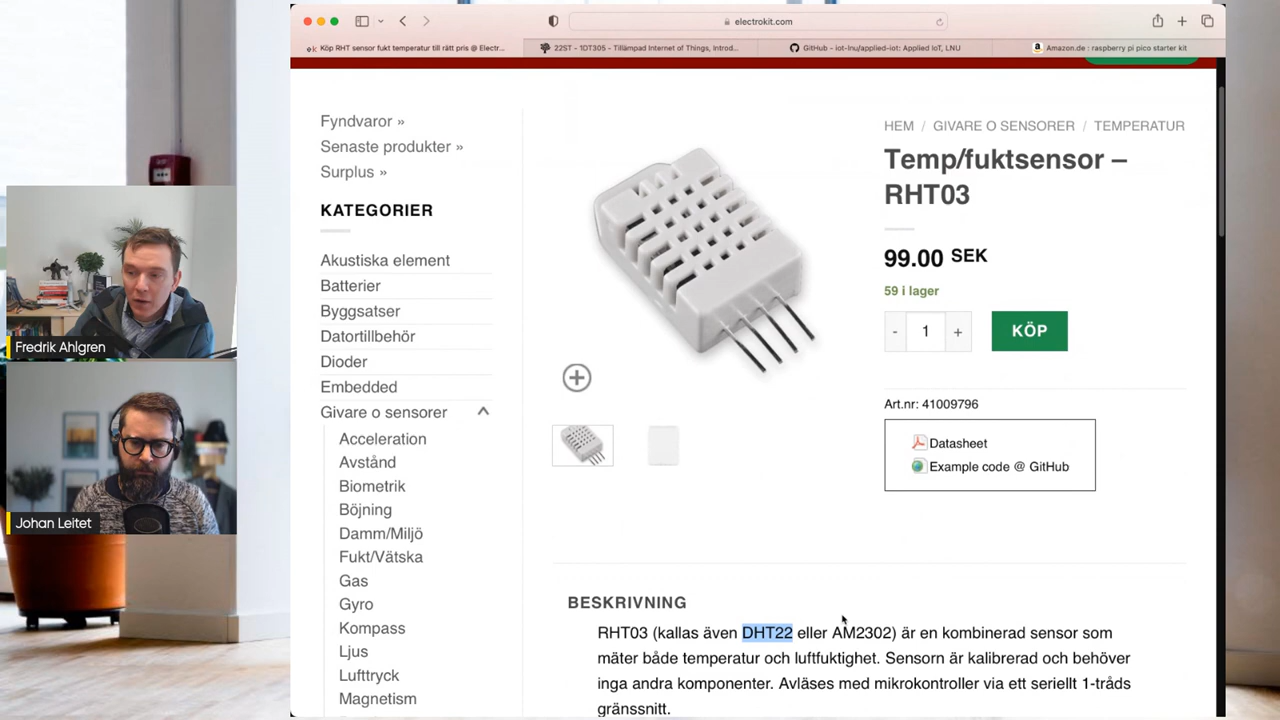 electrokit.com
Köp RHT sensor fukt temperatur till rätt pris @ Electr...
22ST - 1DT305 - Tillämpad Internet of Things, Introd...
GitHub - iot-lnu/applied-iot: Applied IoT, LNU
Amazon.de : raspberry pi pico starter kit
Fyndvaror »
Senaste produkter »
Surplus »
KATEGORIER
Akustiska element
Batterier
Byggsatser
Datortillbehör
Dioder
Embedded
Givare o sensorer
Acceleration
Avstånd
Biometrik
Böjning
Damm/Miljö
Fukt/Vätska
Gas
Gyro
Kompass
Ljus
Lufttryck
Magnetism
HEM / GIVARE O SENSORER / TEMPERATUR
Temp/fuktsensor –
RHT03
99.00 SEK
59 i lager
- 1 + KÖP
Art.nr: 41009796
Datasheet
Example code @ GitHub
BESKRIVNING
RHT03 (kallas även DHT22 eller AM2302) är en kombinerad sensor som
mäter både temperatur och luftfuktighet. Sensorn är kalibrerad och behöver
inga andra komponenter. Avläses med mikrokontroller via ett seriellt 1-tråds
gränssnitt.
Fredrik Ahlgren
Johan Leitet